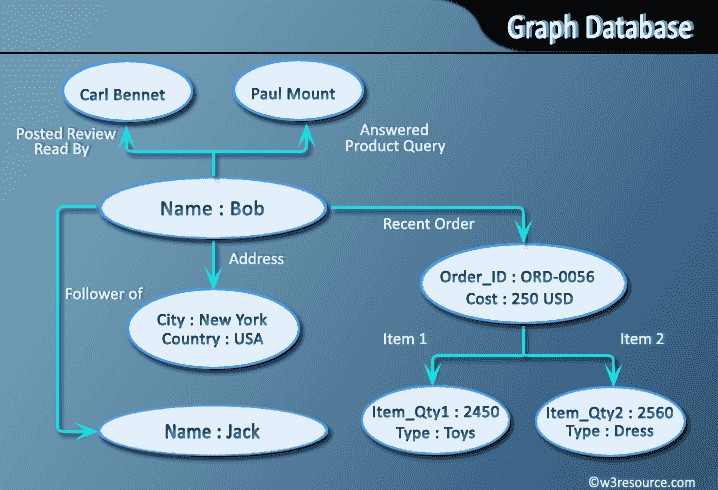 Graph Database
Carl Bennet
Paul Mount
Posted Review
Read By
Answered
Product Query
Name : Bob
Recent Order
Address
Order_ID : ORD-0056
Cost : 250 USD
Follower of
City : New York
Country : USA
Item 1
Item 2
Item_Qty1 : 2450
Type : Toys
Item_Qty2 : 2560
Type : Dress
Name : Jack
©w3resource.com